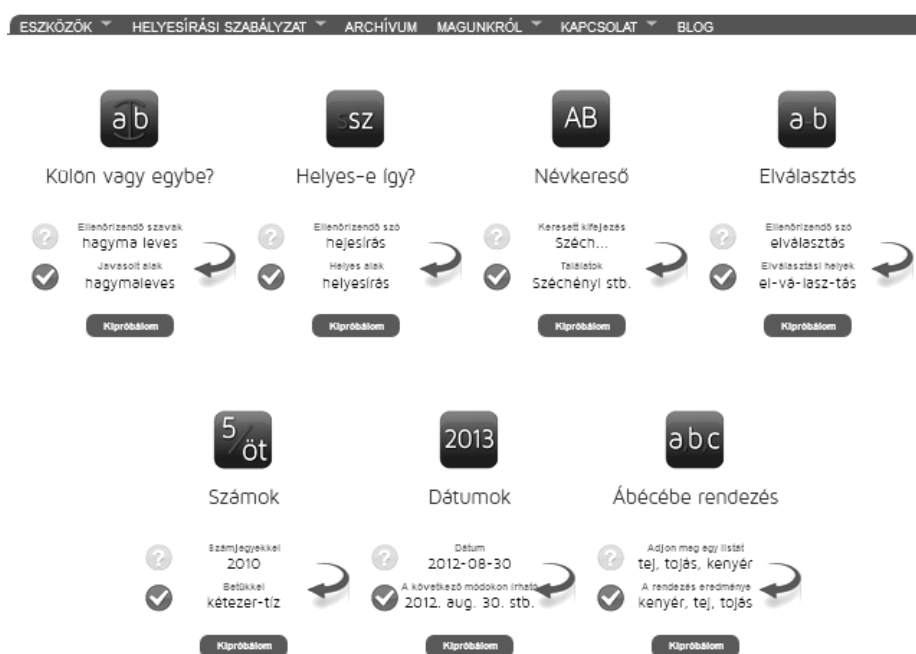 ESZKÖZÖK HELYESÍRÁSI SZABÁLYZAT ARCHÍVUM MAGUNKRÓL KAPCSOLAT BLOG
ab
Külön vagy egybe?
?
Ellenőrizendő szavak
hagyma leves
Javasolt alak
hagymaleves
Kipróbálom
ssz
Helyes-e így?
?
Ellenőrizendő szó
hejesírás
Helyes alak
helyesírás
Kipróbálom
AB
Névkereső
?
Keresett kifejezés
Széch...
Találatok
Széchényi stb.
Kipróbálom
a-b
Elválasztás
?
Ellenőrizendő szó
elválasztás
Elválasztási helyek
el-vá-lasz-tás
Kipróbálom
5/öt
Számok
?
Számjegyekkel
2010
Betűkkel
kétezer-tíz
Kipróbálom
2013
Dátumok
?
Dátum
2012-08-30
A következő módokon írható
2012. aug. 30. stb.
Kipróbálom
a,b,c
Ábécébe rendezés
?
Adjon meg egy listát
tej, tojás, kenyér
A rendezés eredménye
kenyér, tej, tojás
Kipróbálom